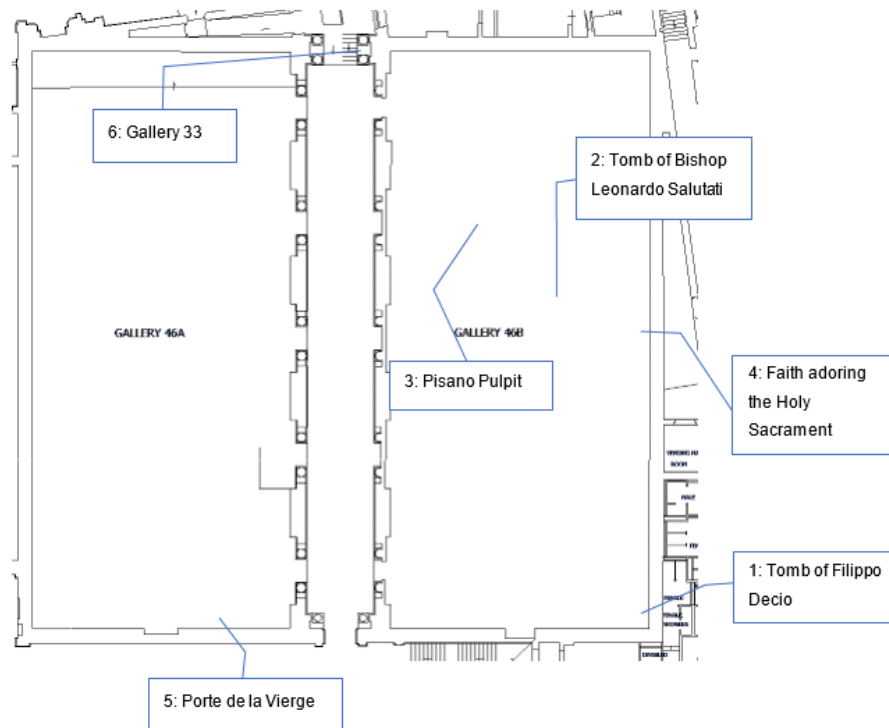 6: Gallery 33
2: Tomb of Bishop
Leonardo Salutati
GALLERY 46A
GALLERY 46B
3: Pisano Pulpit
4: Faith adoring
the Holy
Sacrament
ROOM
1: Tomb of Filippo
Decio
5: Porte de la Vierge